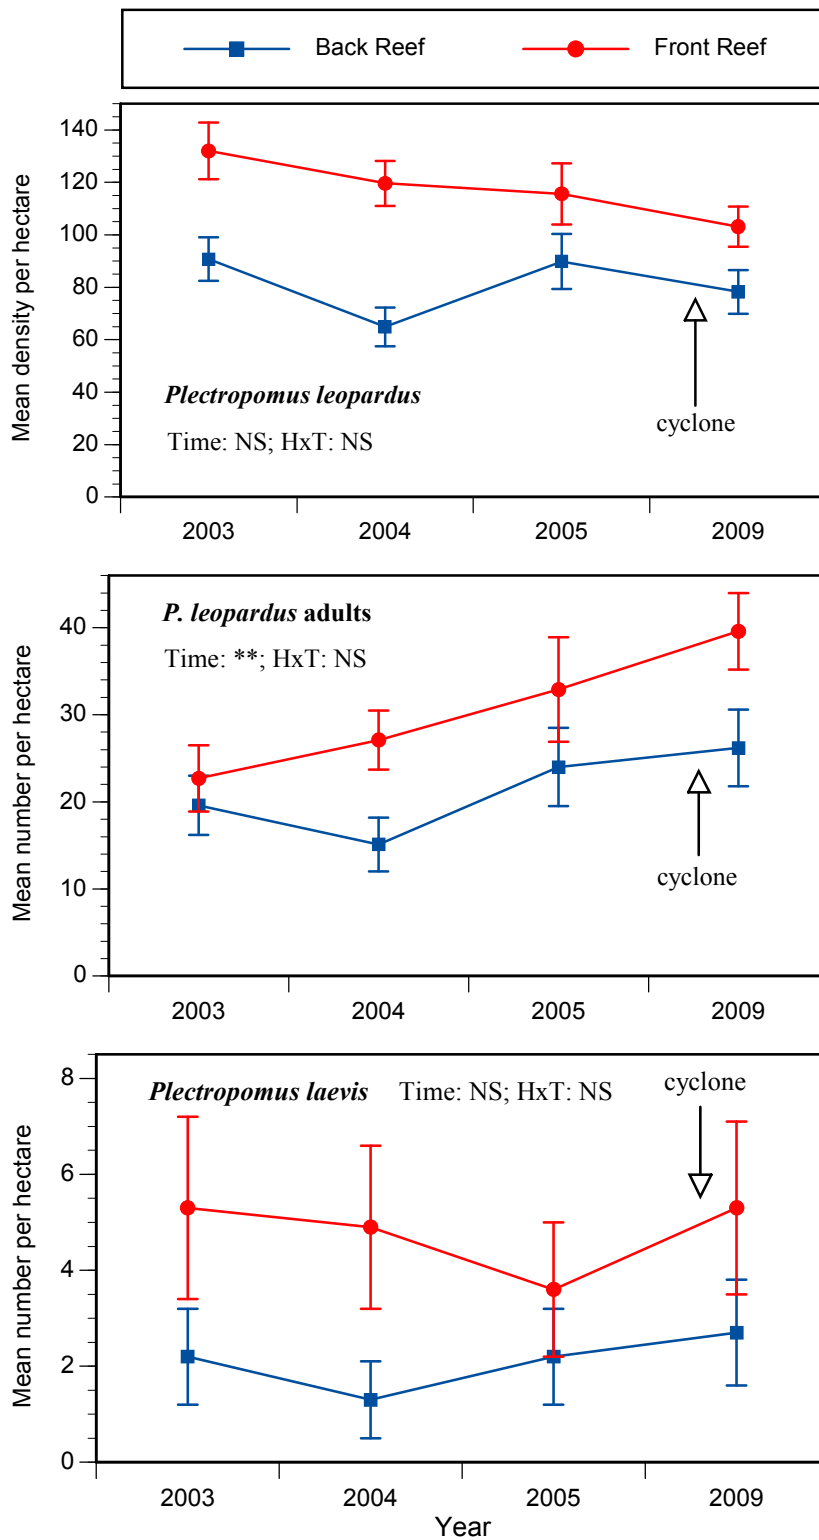 Back Reef Front Reef
Mean density per hectare
140
120
100
80
60
40
20
0
Plectropomus leopardus
Time: NS; HxT: NS
cyclone
2003 2004 2005 2009
Mean number per hectare
40
30
20
10
0
P. leopardus adults
Time: **; HxT: NS
cyclone
2003 2004 2005 2009
Mean number per hectare
8
6
4
2
0
Plectropomus laevis Time: NS; HxT: NS
cyclone
2003 2004 2005 2009
Year